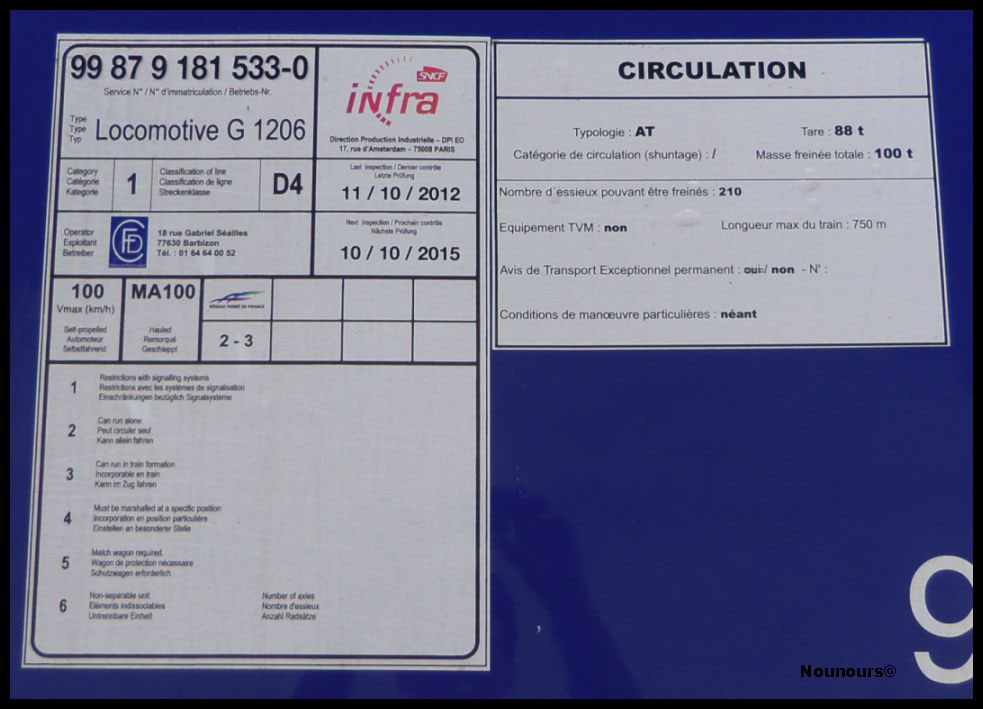 99 87 9 181 533-0
Service N° / N° d'immatriculation / Betriebs-Nr.
Type
Type
Typ
Locomotive G 1206
SNCF
infra
Direction Production Industrielle – DPI EO
17, rue d'Amsterdam – 75008 PARIS
Category
Catégorie
Kategorie
1
Classification of line
Classification de ligne
Streckenklasse
D4
Last Inspection / Dernier contrôle
Letzte Prüfung
11 / 10 / 2012
Operator
Exploitant
Betreiber
CFD
18 rue Gabriel Séailles
77630 Barbizon
Tél. : 01 64 64 00 52
Next Inspection / Prochain contrôle
Nächste Prüfung
10 / 10 / 2015
100
Vmax (km/h)
Self-propelled
Automoteur
Selbstfahrend
MA100
Hauled
Remorqué
Geschleppt
RÉSEAU FERRÉ DE FRANCE
2 - 3
1
Restrictions with signalling systems
Restrictions avec les systèmes de signalisation
Einschränkungen bezüglich Signalsysteme
2
Can run alone
Peut circuler seul
Kann allein fahren
3
Can run in train formation
Incorporable en train
Kann im Zug fahren
4
Must be marshalled at a specific position
Incorporation en position particulière
Einstellen an besonderer Stelle
5
Match wagon required.
Wagon de protection nécessaire
Schutzwagen erforderlich
6
Non-separable unit
Eléments indissociables
Untrennbare Einheit
Number of axles
Nombre d'essieux
Anzahl Radsätze
CIRCULATION
Typologie : AT
Tare : 88 t
Catégorie de circulation (shuntage) : /
Masse freinée totale : 100 t
Nombre d'essieux pouvant être freinés : 210
Equipement TVM : non
Longueur max du train : 750 m
Avis de Transport Exceptionnel permanent : oui / non - N° :
Conditions de manœuvre particulières : néant
9
Nounours©